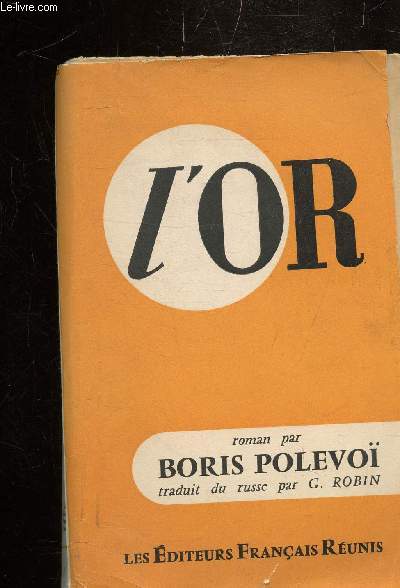 Le-livre.com
l'OR
roman par
BORIS POLEVOÏ
traduit du russe par G. ROBIN
LES ÉDITEURS FRANÇAIS RÉUNIS